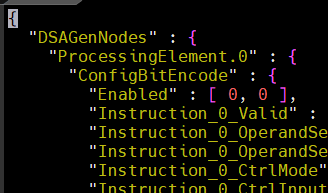 {
"DSAGenNodes" : {
"ProcessingElement.0" : {
"ConfigBitEncode" : {
"Enabled" : [ 0, 0 ],
"Instruction_0_Valid" :
"Instruction_0_OperandSe
"Instruction_0_OperandSe
"Instruction_0_CtrlMode"
"Instruction_0_CtrlInput